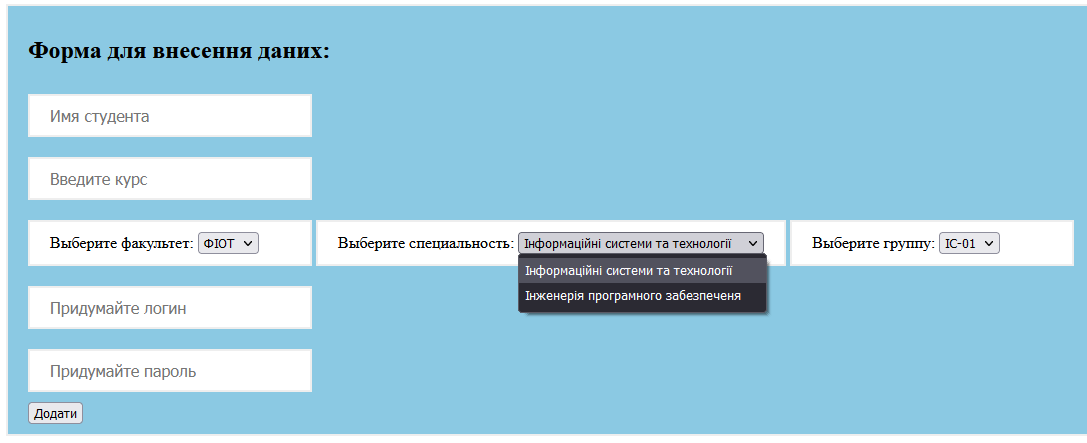 Форма для внесення даних:
Имя студента
Введите курс
Выберите факультет: ФІОТ Выберите специальность: Інформаційні системи та технології Выберите группу: ІС-01
Інформаційні системи та технології
Інженерія програмного забезпеченя
Придумайте логин
Придумайте пароль
Додати